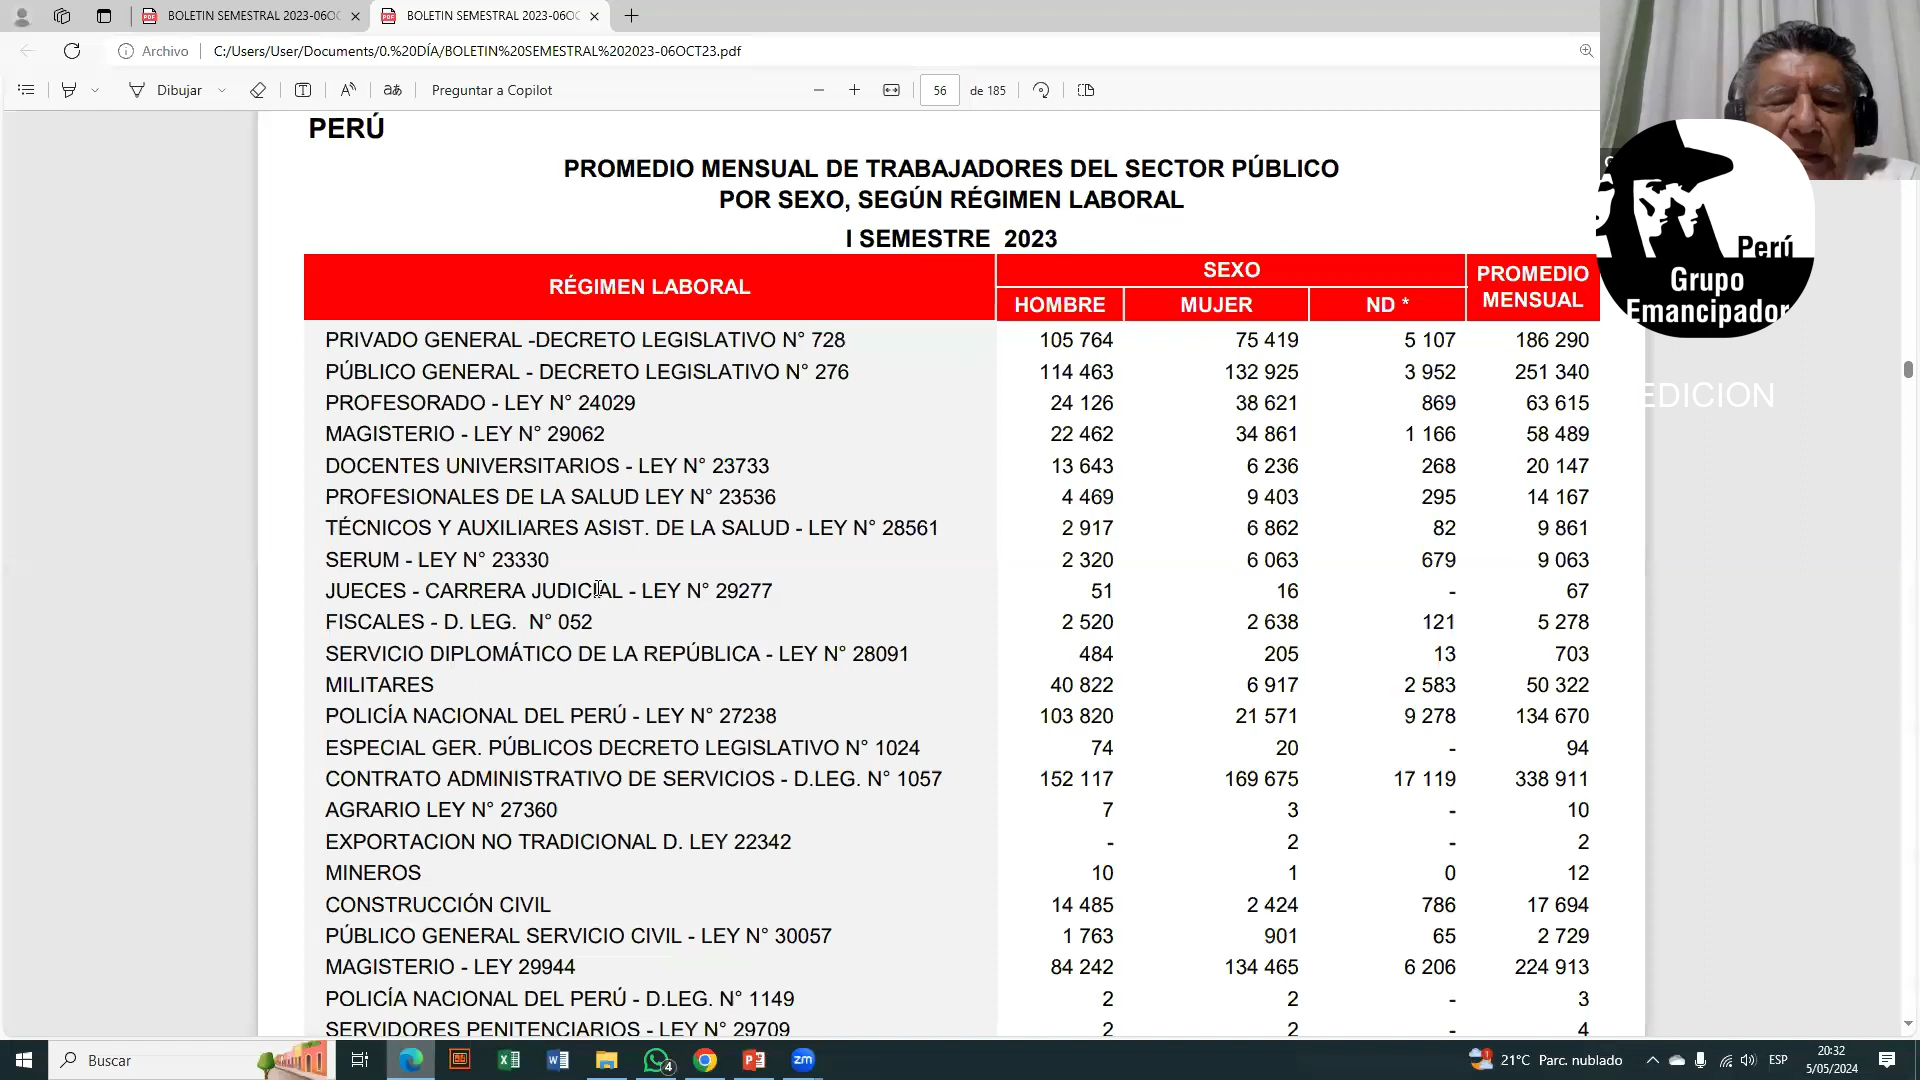 BOLETIN SEMESTRAL 2023-06OC
BOLETIN SEMESTRAL 2023-06OC
Archivo C:/Users/User/Documents/0.%20DÍA/BOLETIN%20SEMESTRAL%202023-06OCT23.pdf
Dibujar aあ Preguntar a Copilot 56 de 185
PERÚ
PROMEDIO MENSUAL DE TRABAJADORES DEL SECTOR PÚBLICO
POR SEXO, SEGÚN RÉGIMEN LABORAL
I SEMESTRE 2023
RÉGIMEN LABORAL SEXO PROMEDIO MENSUAL
HOMBRE MUJER ND *
PRIVADO GENERAL -DECRETO LEGISLATIVO N° 728 105 764 75 419 5 107 186 290
PÚBLICO GENERAL - DECRETO LEGISLATIVO N° 276 114 463 132 925 3 952 251 340
PROFESORADO - LEY N° 24029 24 126 38 621 869 63 615
MAGISTERIO - LEY N° 29062 22 462 34 861 1 166 58 489
DOCENTES UNIVERSITARIOS - LEY N° 23733 13 643 6 236 268 20 147
PROFESIONALES DE LA SALUD LEY N° 23536 4 469 9 403 295 14 167
TÉCNICOS Y AUXILIARES ASIST. DE LA SALUD - LEY N° 28561 2 917 6 862 82 9 861
SERUM - LEY N° 23330 2 320 6 063 679 9 063
JUECES - CARRERA JUDICIAL - LEY N° 29277 51 16 - 67
FISCALES - D. LEG. N° 052 2 520 2 638 121 5 278
SERVICIO DIPLOMÁTICO DE LA REPÚBLICA - LEY N° 28091 484 205 13 703
MILITARES 40 822 6 917 2 583 50 322
POLICÍA NACIONAL DEL PERÚ - LEY N° 27238 103 820 21 571 9 278 134 670
ESPECIAL GER. PÚBLICOS DECRETO LEGISLATIVO N° 1024 74 20 - 94
CONTRATO ADMINISTRATIVO DE SERVICIOS - D.LEG. N° 1057 152 117 169 675 17 119 338 911
AGRARIO LEY N° 27360 7 3 - 10
EXPORTACION NO TRADICIONAL D. LEY 22342 - 2 - 2
MINEROS 10 1 0 12
CONSTRUCCIÓN CIVIL 14 485 2 424 786 17 694
PÚBLICO GENERAL SERVICIO CIVIL - LEY N° 30057 1 763 901 65 2 729
MAGISTERIO - LEY 29944 84 242 134 465 6 206 224 913
POLICÍA NACIONAL DEL PERÚ - D.LEG. N° 1149 2 2 - 3
SERVIDORES PENITENCIARIOS - LEY N° 29709 2 2 - 4
Perú
Grupo
Emancipador
EDICION
Buscar
4
zm
21°C Parc. nublado
ESP
20:32
5/05/2024